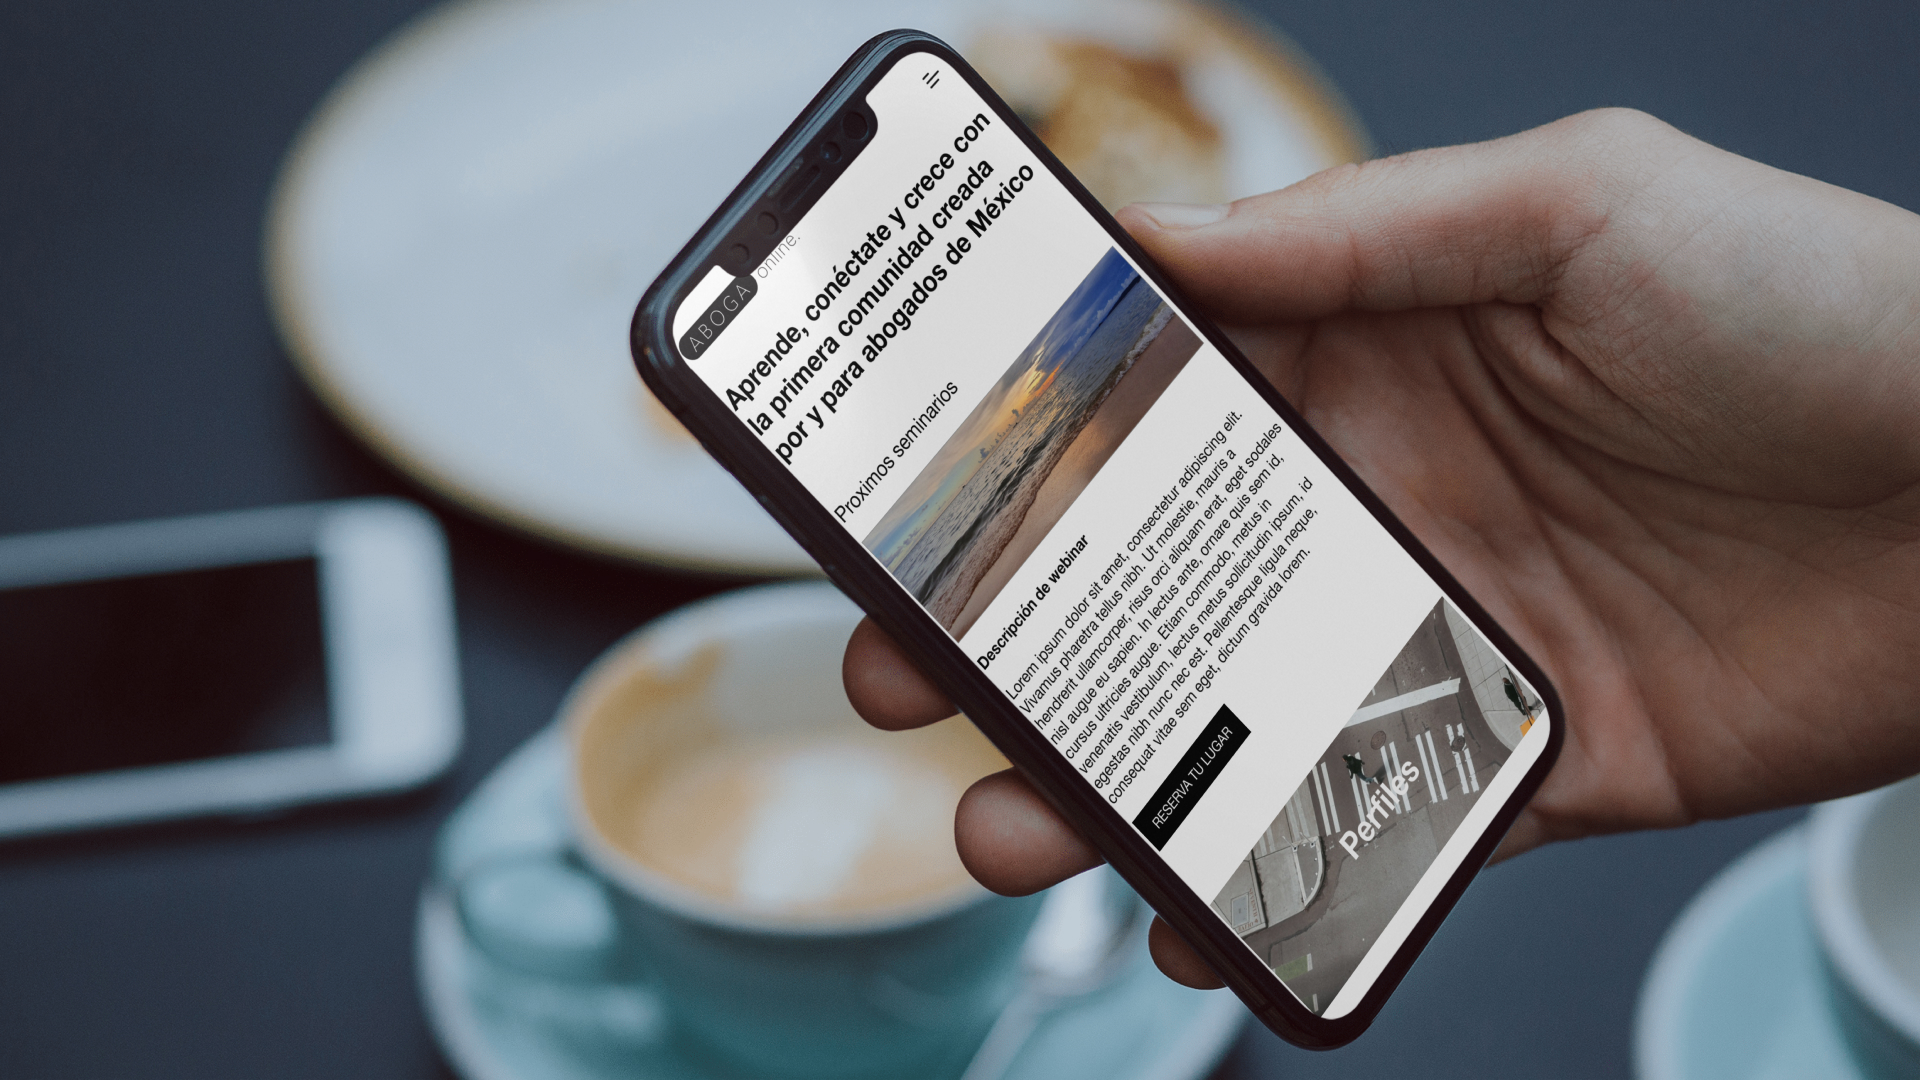 ABOGA online.
Aprende, conéctate y crece con
la primera comunidad creada
por y para abogados de México
Proximos seminarios
Descripción de webinar
Lorem ipsum dolor sit amet, consectetur adipiscing elit.
Vivamus pharetra tellus nibh. Ut molestie, mauris a
hendrerit ullamcorper, risus orci aliquam erat, eget sodales
nisl augue eu sapien. In lectus ante, ornare quis sem id,
cursus ultricies augue. Etiam commodo, metus in
venenatis vestibulum, lectus metus sollicitudin ipsum, id
egestas nibh nunc nec est. Pellentesque ligula neque,
consequat vitae sem eget, dictum gravida lorem.
RESERVA TU LUGAR
Perfiles